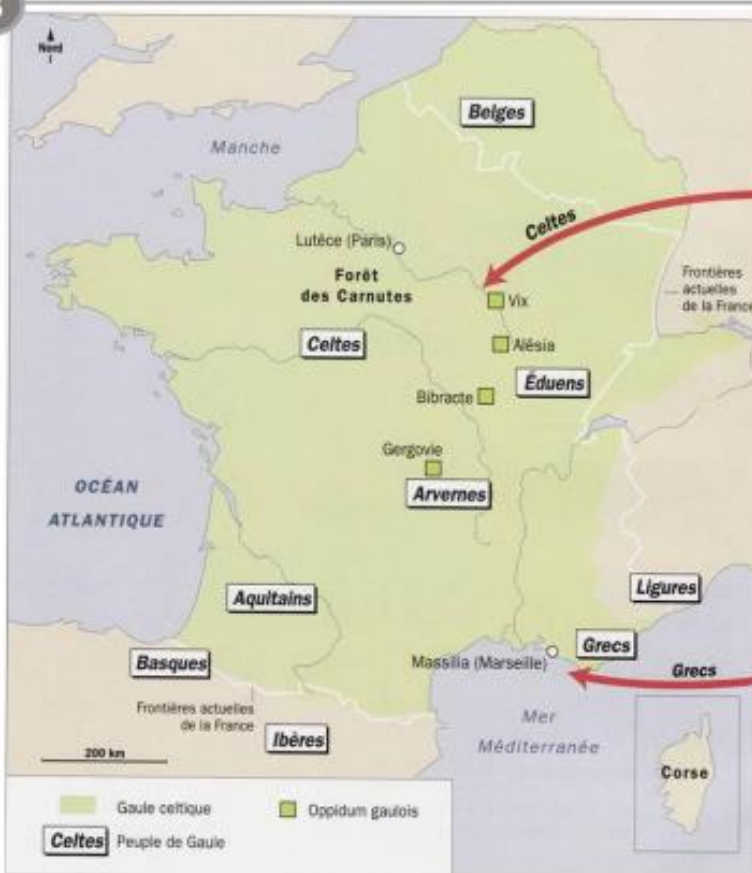 Nord
Belges
Manche
Celtes
Lutèce (Paris)
Forêt
des Carnutes
Frontières
actuelles
de la France
Vix
Celtes
Alésia
Éduens
Bibracte
Gergovie
Arvernes
OCÉAN
ATLANTIQUE
Ligures
Aquitains
Grecs
Basques
Massilia (Marseille)
Grecs
Frontières actuelles
de la France
Ibères
Mer
Méditerranée
200 km
Corse
Gaule celtique
Oppidum gaulois
Celtes Peuple de Gaule